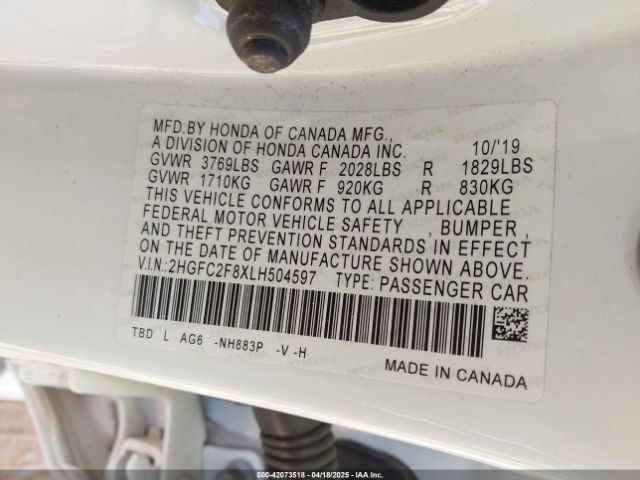 MFD.BY HONDA OF CANADA MFG.,
A DIVISION OF HONDA CANADA INC. 10/'19
GVWR 3769LBS GAWR F 2028LBS R 1829LBS
GVWR 1710KG GAWR F 920KG R 830KG
THIS VEHICLE CONFORMS TO ALL APPLICABLE
FEDERAL MOTOR VEHICLE SAFETY , BUMPER ,
AND THEFT PREVENTION STANDARDS IN EFFECT
ON THE DATE OF MANUFACTURE SHOWN ABOVE.
V.I.N.:2HGFC2F8XLH504597 TYPE: PASSENGER CAR
TBD L AG6 -NH883P -V -H
MADE IN CANADA
000-42073518 | 04/18/2025 | IAA Inc.